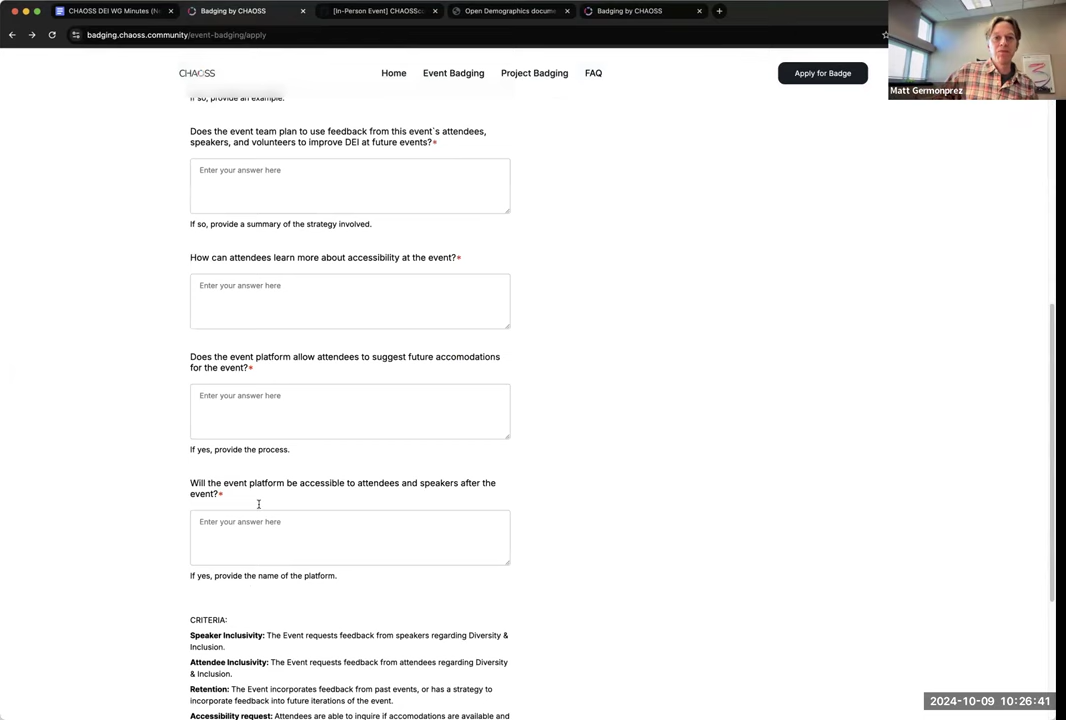 CHAOSS DEI WG Minutes (N
Badging by CHAOSS
[In-Person Event] CHAOSSc
Open Demographics docume
Badging by CHAOSS
badging.chaoss.community/event-badging/apply
CHAOSS
Home
Event Badging
Project Badging
FAQ
Apply for Badge
Matt Germonprez
If so, provide an example.
Does the event team plan to use feedback from this event`s attendees,
speakers, and volunteers to improve DEI at future events?*
Enter your answer here
If so, provide a summary of the strategy involved.
How can attendees learn more about accessibility at the event?*
Enter your answer here
Does the event platform allow attendees to suggest future accomodations
for the event?*
Enter your answer here
If yes, provide the process.
Will the event platform be accessible to attendees and speakers after the
event?*
Enter your answer here
If yes, provide the name of the platform.
CRITERIA:
Speaker Inclusivity: The Event requests feedback from speakers regarding Diversity &
Inclusion.
Attendee Inclusivity: The Event requests feedback from attendees regarding Diversity
& Inclusion.
Retention: The Event incorporates feedback from past events, or has a strategy to
incorporate feedback into future iterations of the event.
Accessibility request: Attendees are able to inquire if accomodations are available and
2024-10-09 10:26:41